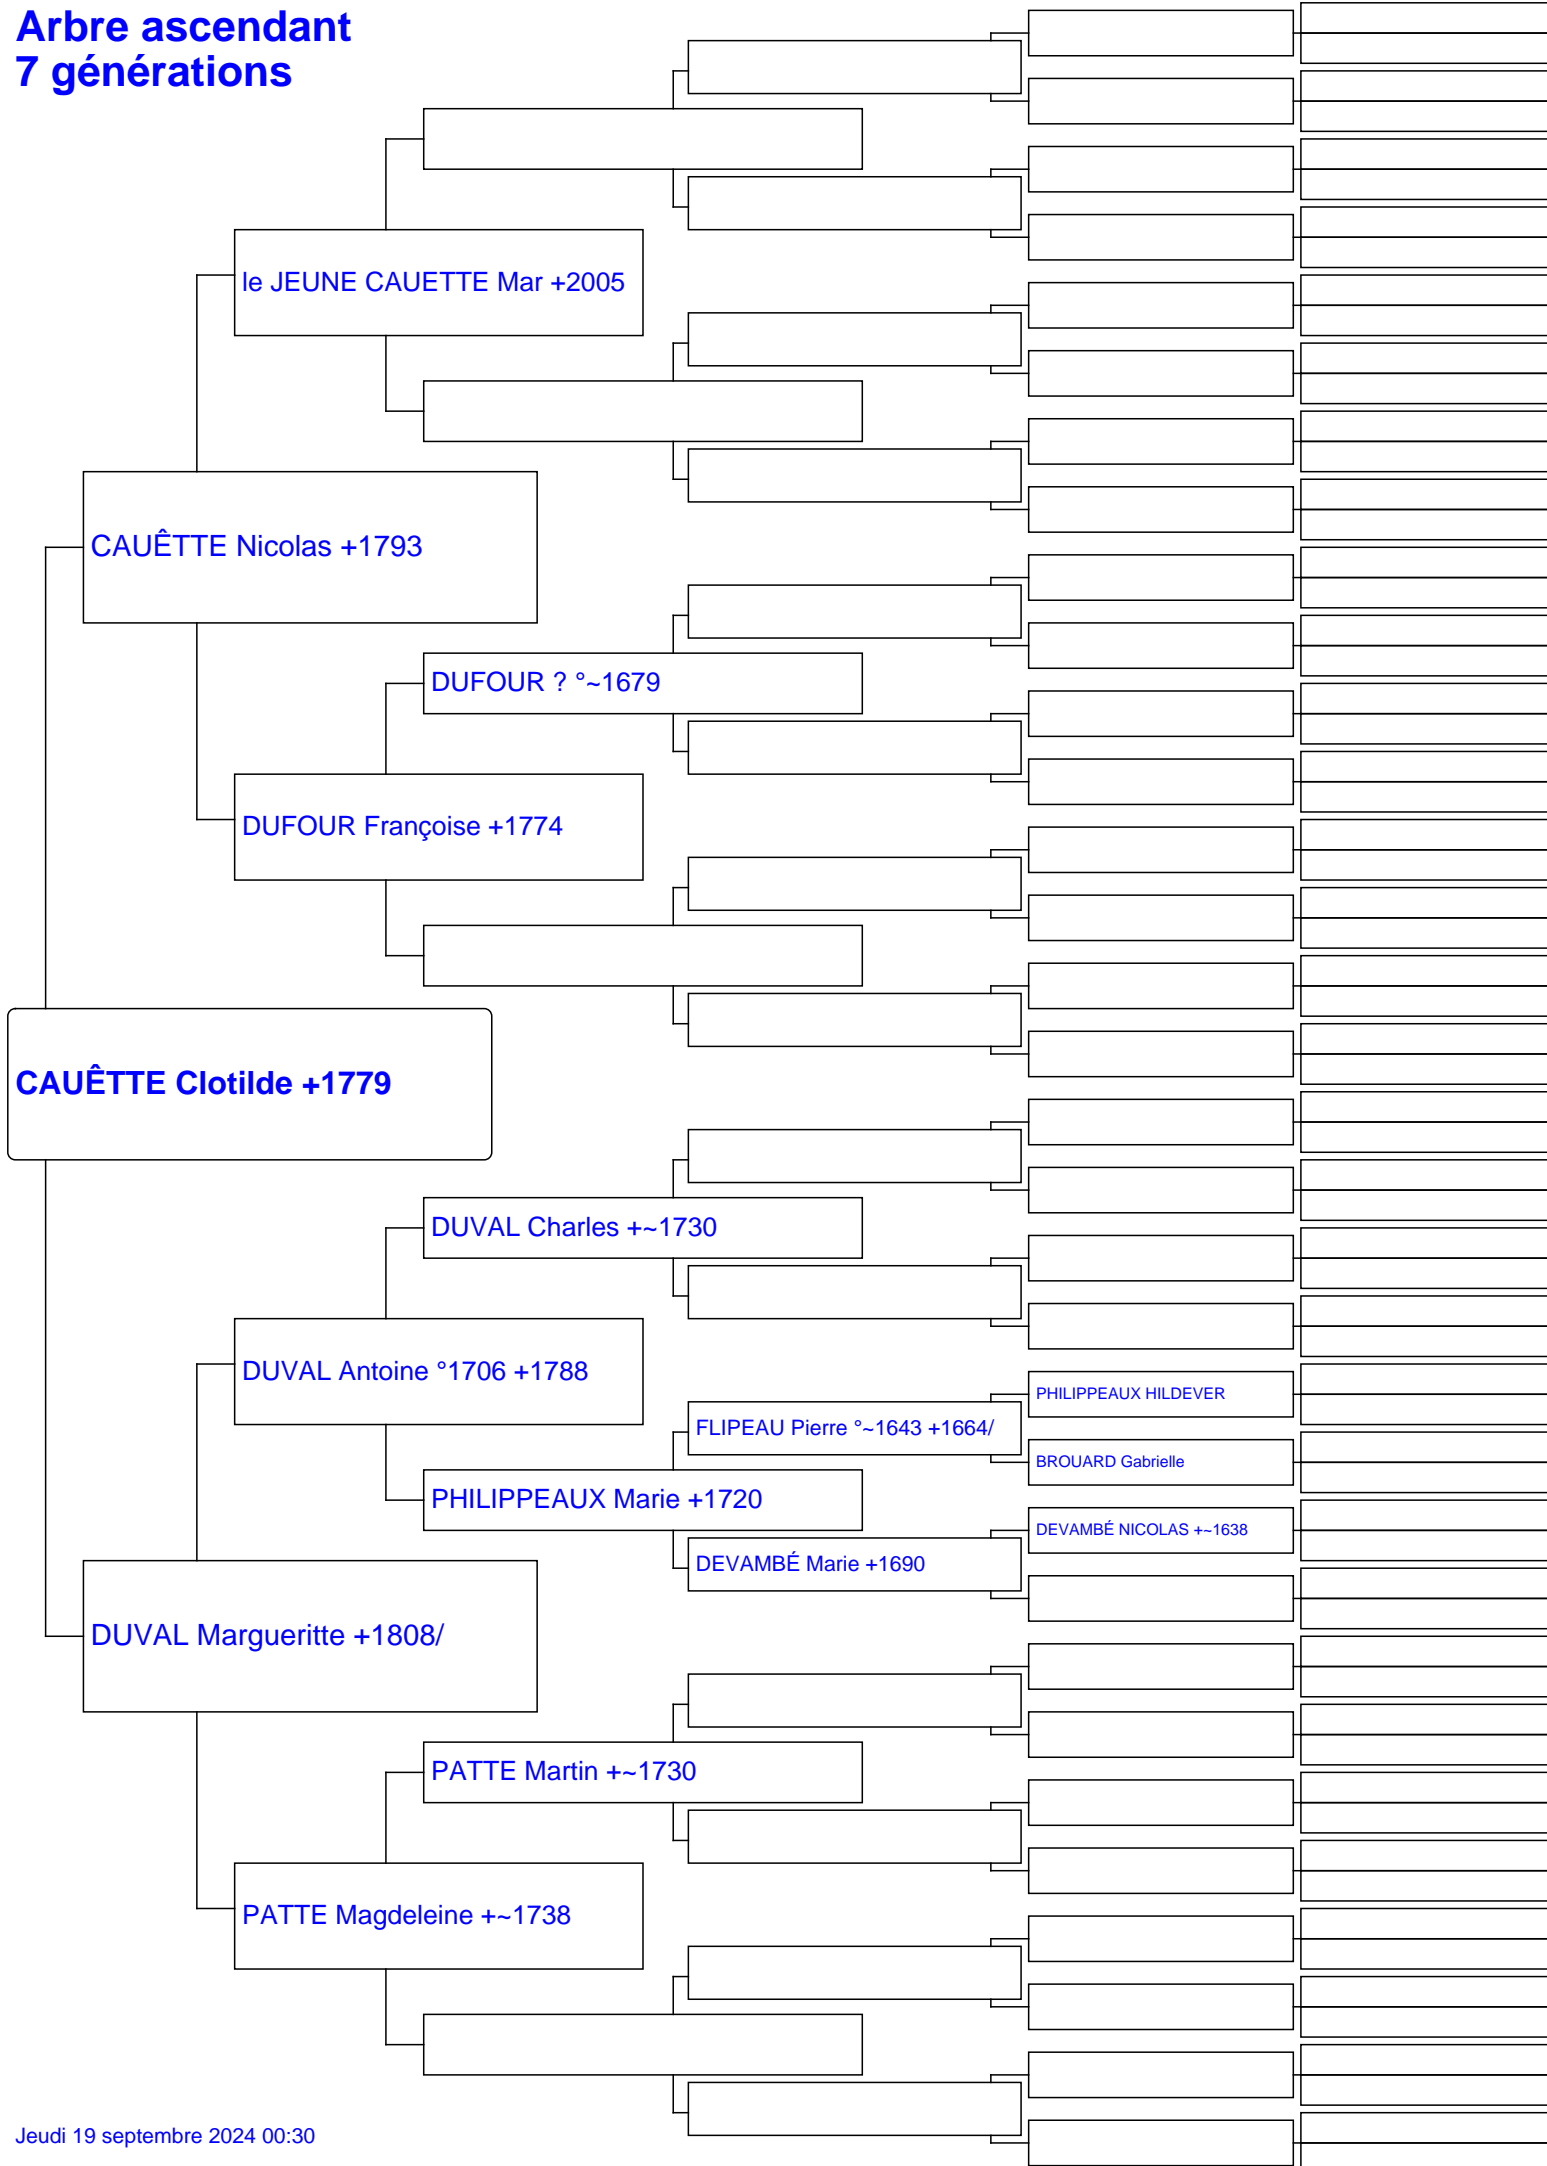 Arbre ascendant
7 générations
le JEUNE CAUETTE Mar +2005
CAUÊTTE Nicolas +1793
DUFOUR ? °~1679
DUFOUR Françoise +1774
CAUÊTTE Clotilde +1779
DUVAL Charles +~1730
DUVAL Antoine °1706 +1788
PHILIPPEAUX HILDEVER
FLIPEAU Pierre °~1643 +1664/
BROUARD Gabrielle
PHILIPPEAUX Marie +1720
DEVAMBÉ NICOLAS +~1638
DEVAMBÉ Marie +1690
DUVAL Margueritte +1808/
PATTE Martin +~1730
PATTE Magdeleine +~1738
Jeudi 19 septembre 2024 00:30